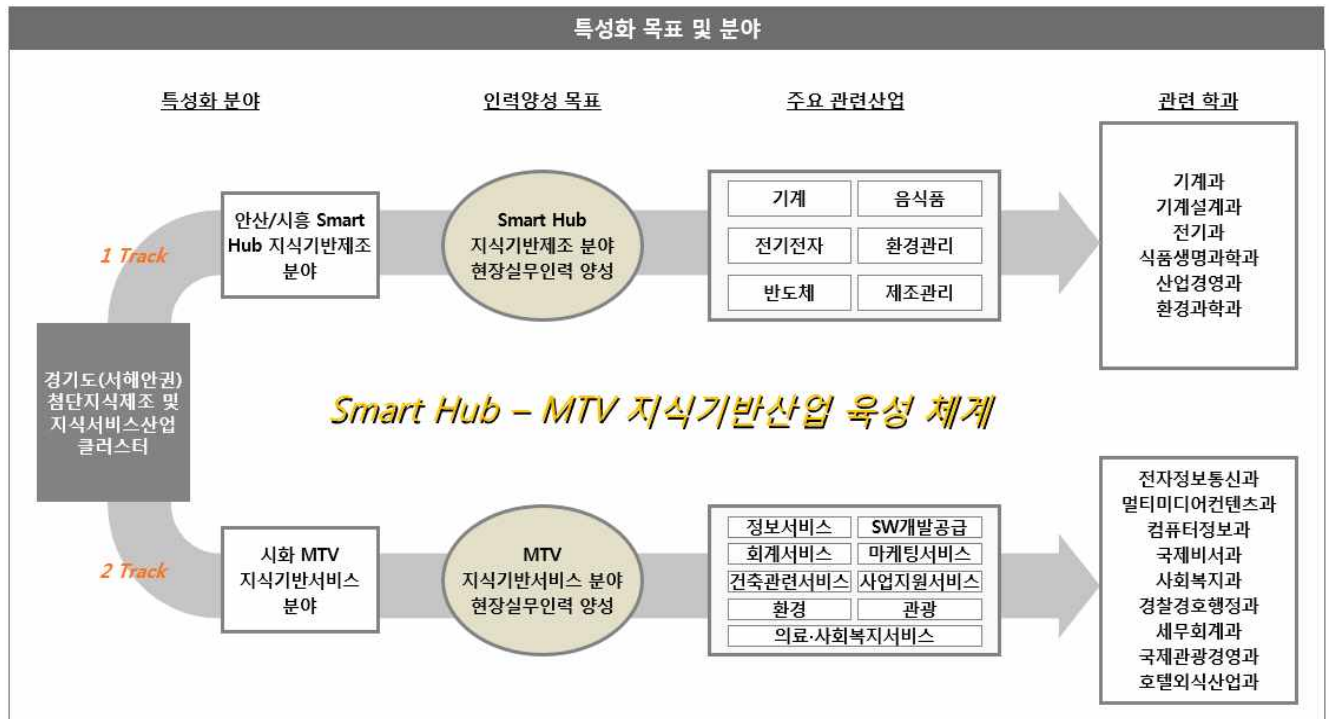 특성화 목표 및 분야
특성화 분야
인력양성 목표
주요 관련산업
관련 학과
1 Track
안산/시흥 Smart
Hub 지식기반제조
분야
Smart Hub
지식기반제조 분야
현장실무인력 양성
기계
음식품
전기전자
환경관리
반도체
제조관리
기계과
기계설계과
전기과
식품생명과학과
산업경영과
환경과학과
경기도(서해안권)
첨단지식제조 및
지식서비스산업
클러스터
Smart Hub – MTV 지식기반산업 육성 체계
2 Track
시화 MTV
지식기반서비스
분야
MTV
지식기반서비스 분야
현장실무인력 양성
정보서비스
SW개발공급
회계서비스
마케팅서비스
건축관련서비스
사업지원서비스
환경
관광
의료·사회복지서비스
전자정보통신과
멀티미디어컨텐츠과
컴퓨터정보과
국제비서과
사회복지과
경찰경호행정과
세무회계과
국제관광경영과
호텔외식산업과